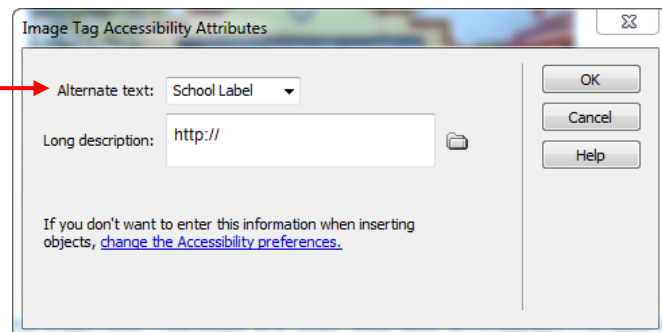 Image Tag Accessibility Attributes
Alternate text: School Label
Long description: http://
If you don't want to enter this information when inserting
objects, change the Accessibility preferences.
OK
Cancel
Help